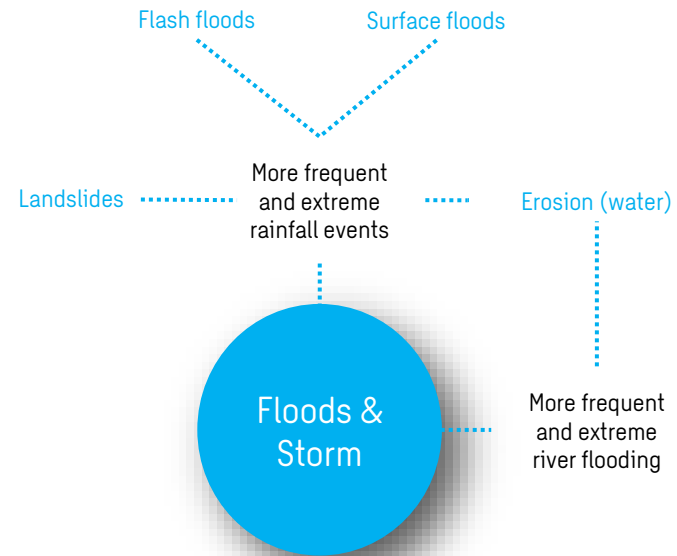 Flash floods
Surface floods
More frequent
and extreme
rainfall events
Landslides
Erosion (water)
Floods &
Storm
More frequent
and extreme
river flooding